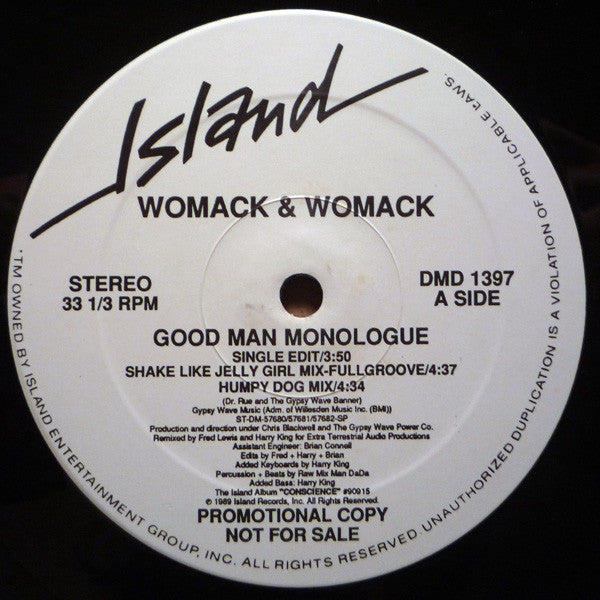 Island
WOMACK & WOMACK
STEREO
33 1/3 RPM
DMD 1397
A SIDE
GOOD MAN MONOLOGUE
SINGLE EDIT/3:50
SHAKE LIKE JELLY GIRL MIX-FULLGROOVE/4:37
HUMPY DOG MIX/4:34
(Dr. Rue and The Gypsy Wave Banner)
Gypsy Wave Music (Adm. of Willesden Music Inc. (BMI))
ST-DM-57680/57681/57682-SP
Production and direction under Chris Blackwell and The Gypsy Wave Power Co.
Remixed by Fred Lewis and Harry King for Extra Terrestrial Audio Productions
Assistant Engineer: Brian Connell
Edits by Fred + Harry + Brian
Added Keyboards by Harry King
Percussion + Beats by Raw Mix Man DaDa
Added Bass: Harry King
The Island Album "CONSCIENCE" #90915
℗ 1989 Island Records, Inc. All Rights Reserved.
PROMOTIONAL COPY
NOT FOR SALE
*TM OWNED BY ISLAND ENTERTAINMENT GROUP, INC. ALL RIGHTS RESERVED. UNAUTHORIZED DUPLICATION IS A VIOLATION OF APPLICABLE LAWS.